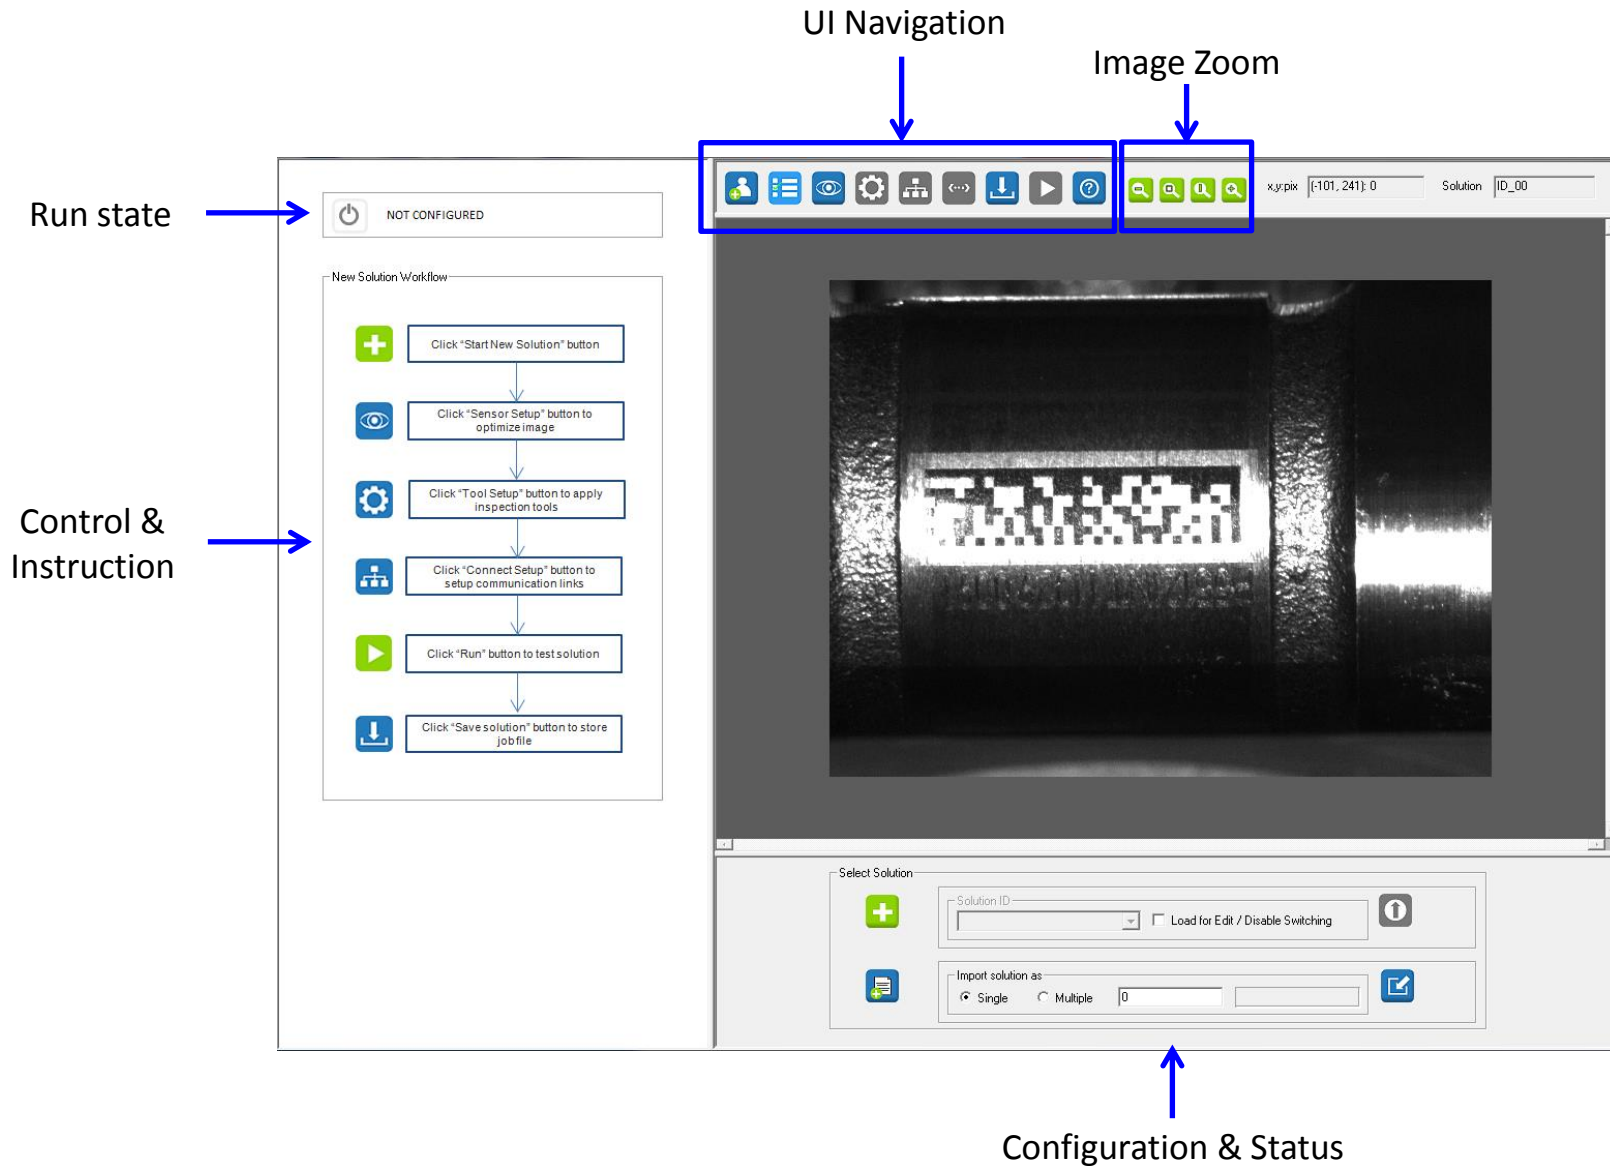 UI Navigation
Image Zoom
Run state
NOT CONFIGURED
x,y:pix
(-101, 241): 0
Solution
ID_00
New Solution Workflow
Click “Start New Solution” button
Click “Sensor Setup” button to
optimize image
Click “Tool Setup” button to apply
inspection tools
Control &
Instruction
Click “Connect Setup” button to
setup communication links
Click “Run” button to test solution
Click “Save solution” button to store
job file
Select Solution
Solution ID
Load for Edit / Disable Switching
Import solution as
Single
Multiple
0
Configuration & Status